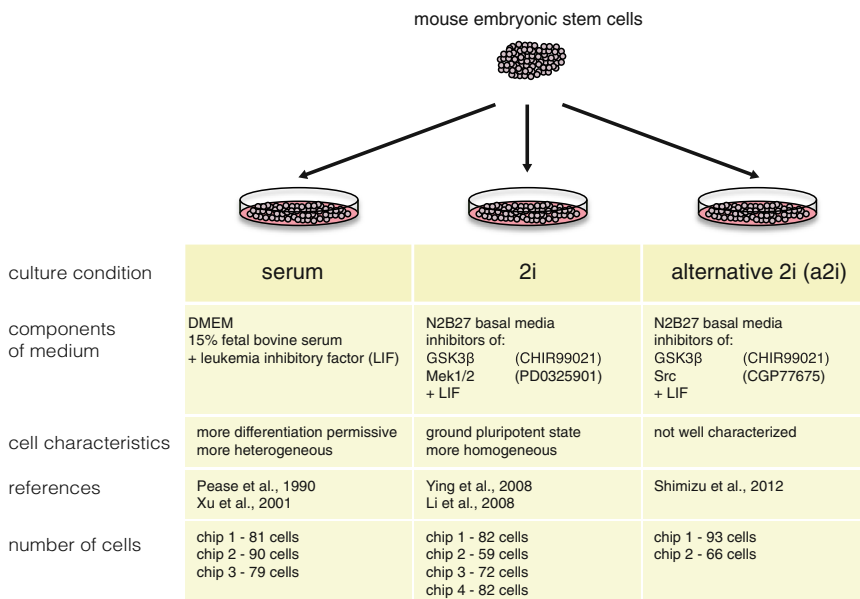 mouse embryonic stem cells
culture condition
serum
2i
alternative 2i (a2i)
components
of medium
DMEM
15% fetal bovine serum
+ leukemia inhibitory factor (LIF)
N2B27 basal media
inhibitors of:
GSK3β (CHIR99021)
Mek1/2 (PD0325901)
+ LIF
N2B27 basal media
inhibitors of:
GSK3β (CHIR99021)
Src (CGP77675)
+ LIF
cell characteristics
more differentiation permissive
more heterogeneous
ground pluripotent state
more homogeneous
not well characterized
references
Pease et al., 1990
Xu et al., 2001
Ying et al., 2008
Li et al., 2008
Shimizu et al., 2012
number of cells
chip 1 - 81 cells
chip 2 - 90 cells
chip 3 - 79 cells
chip 1 - 82 cells
chip 2 - 59 cells
chip 3 - 72 cells
chip 4 - 82 cells
chip 1 - 93 cells
chip 2 - 66 cells